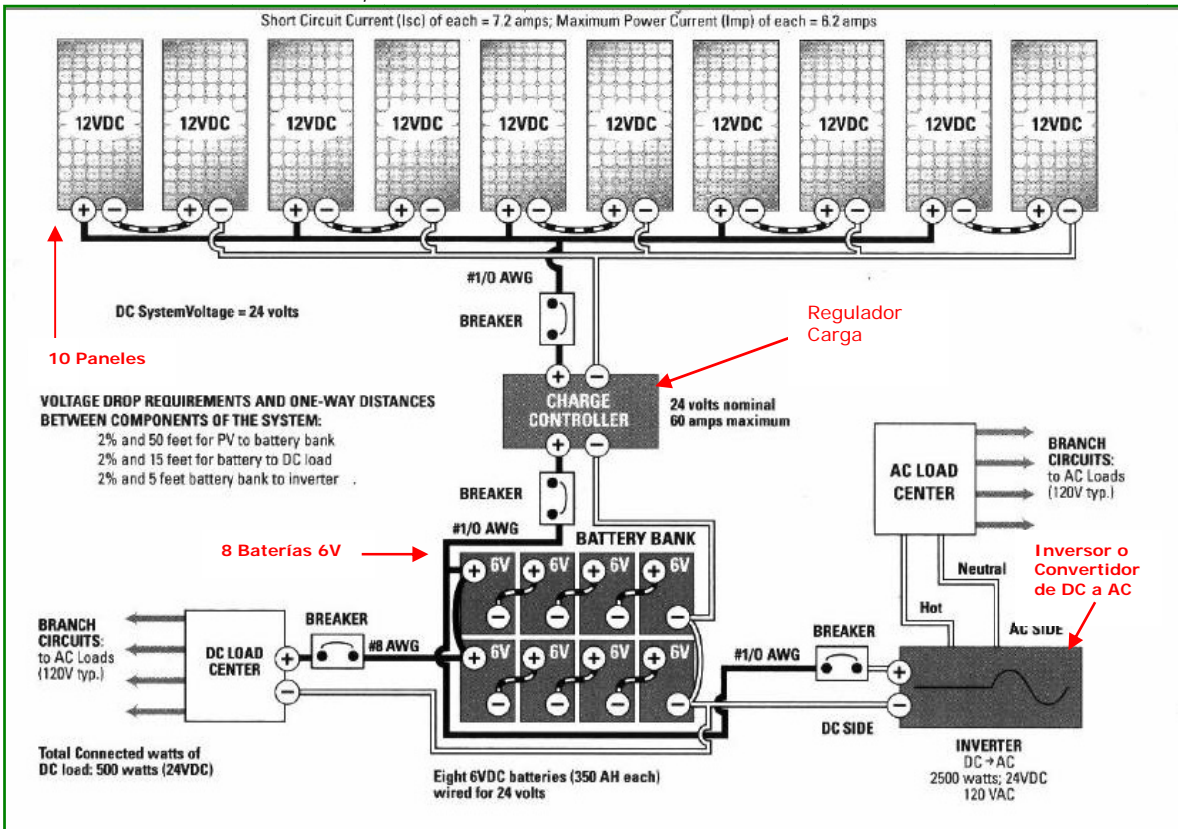 Short Circuit Current (Isc) of each = 7.2 amps; Maximum Power Current (Imp) of each = 6.2 amps
12VDC 12VDC 12VDC 12VDC 12VDC 12VDC 12VDC 12VDC 12VDC 12VDC
+ − + − + − + − + − + − + − + − + − + −
#1/0 AWG
DC SystemVoltage = 24 volts
BREAKER
Regulador
Carga
10 Paneles
+ −
CHARGE
CONTROLLER
+ −
24 volts nominal
60 amps maximum
VOLTAGE DROP REQUIREMENTS AND ONE-WAY DISTANCES
BETWEEN COMPONENTS OF THE SYSTEM:
2% and 50 feet for PV to battery bank
2% and 15 feet for battery to DC load
2% and 5 feet battery bank to inverter
AC LOAD
CENTER
BRANCH
CIRCUITS:
to AC Loads
(120V typ.)
BREAKER
#1/0 AWG
8 Baterías 6V
BATTERY BANK
+ 6V + 6V + 6V + 6V
− − − −
+ 6V + 6V + 6V + 6V
− − − −
Neutral
Hot
Inversor o
Convertidor
de DC a AC
AC SIDE
BRANCH
CIRCUITS:
to AC Loads
(120V typ.)
DC LOAD
CENTER
+
−
BREAKER
#8 AWG
#1/0 AWG
BREAKER
+
−
DC SIDE
Total Connected watts of
DC load: 500 watts (24VDC)
Eight 6VDC batteries (350 AH each)
wired for 24 volts
INVERTER
DC → AC
2500 watts; 24VDC
120 VAC